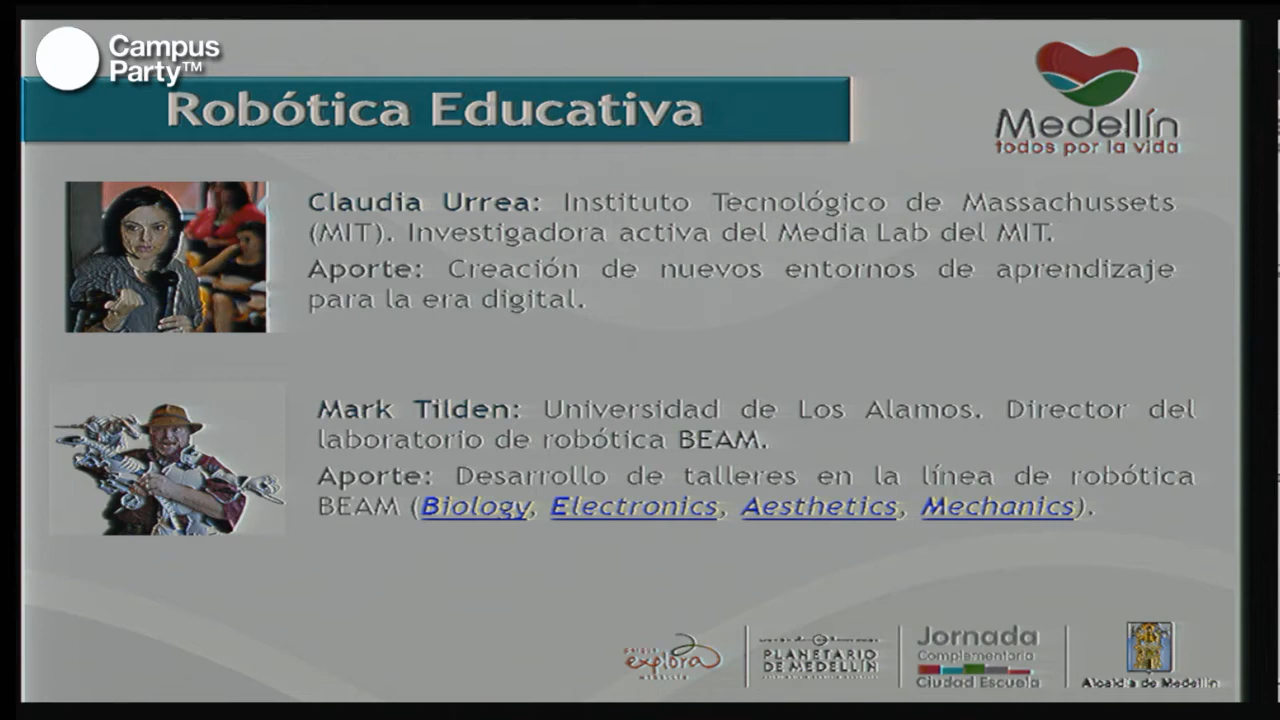 Campus
Party™
Robótica Educativa
Medellín
todos por la vida
Claudia Urrea: Instituto Tecnológico de Massachussets
(MIT). Investigadora activa del Media Lab del MIT.
Aporte: Creación de nuevos entornos de aprendizaje
para la era digital.
Mark Tilden: Universidad de Los Alamos. Director del
laboratorio de robótica BEAM.
Aporte: Desarrollo de talleres en la línea de robótica
BEAM (Biology, Electronics, Aesthetics, Mechanics).
parque
explora
MEDELLÍN
PLANETARIO
DE MEDELLÍN
Jornada
Complementaria
Ciudad Escuela
Alcaldía de Medellín